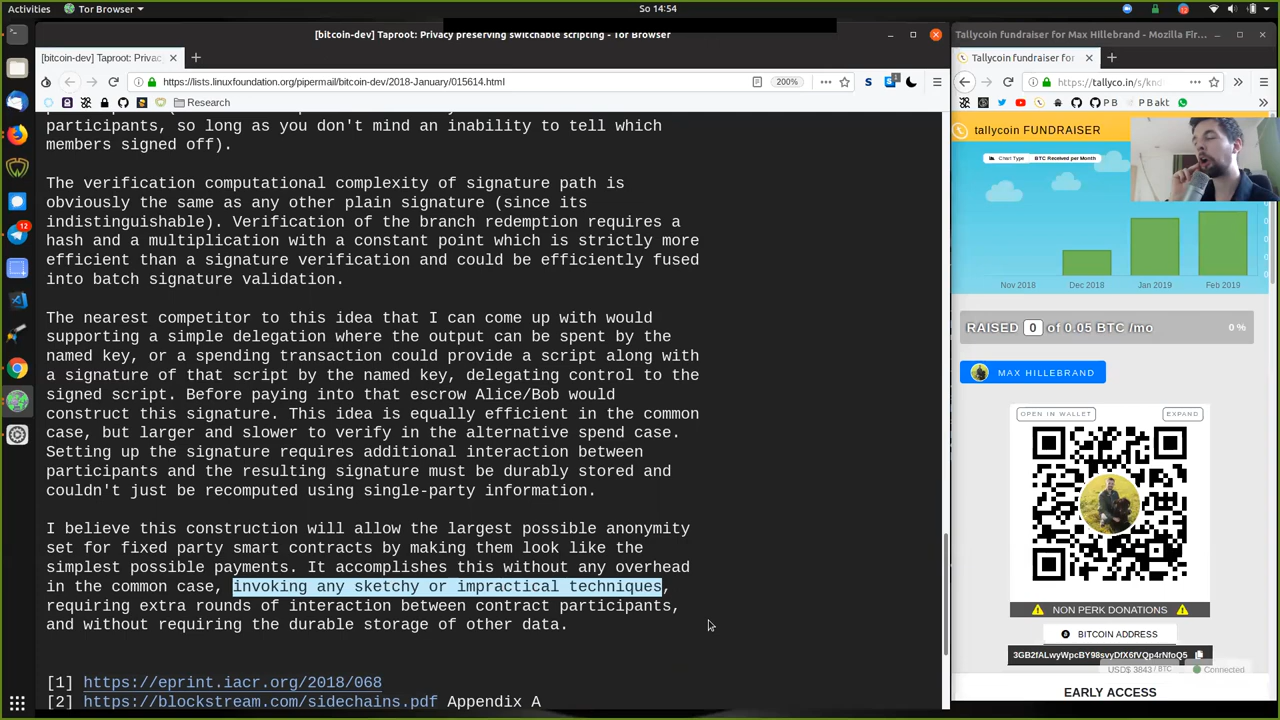 Activities
Tor Browser
So 14:54
12
[bitcoin-dev] Taproot: Privacy preserving switchable scripting - Tor Browser
[bitcoin-dev] Taproot: Privac
https://lists.linuxfoundation.org/pipermail/bitcoin-dev/2018-January/015614.html
200%
S
Research
participants, so long as you don't mind an inability to tell which
members signed off).
The verification computational complexity of signature path is
obviously the same as any other plain signature (since its
indistinguishable). Verification of the branch redemption requires a
hash and a multiplication with a constant point which is strictly more
efficient than a signature verification and could be efficiently fused
into batch signature validation.
The nearest competitor to this idea that I can come up with would
supporting a simple delegation where the output can be spent by the
named key, or a spending transaction could provide a script along with
a signature of that script by the named key, delegating control to the
signed script. Before paying into that escrow Alice/Bob would
construct this signature. This idea is equally efficient in the common
case, but larger and slower to verify in the alternative spend case.
Setting up the signature requires additional interaction between
participants and the resulting signature must be durably stored and
couldn't just be recomputed using single-party information.
I believe this construction will allow the largest possible anonymity
set for fixed party smart contracts by making them look like the
simplest possible payments. It acomplishes this without any overhead
in the common case, invoking any sketchy or impractical techniques,
requiring extra rounds of interaction between contract participants,
and without requiring the durable storage of other data.
[1] https://eprint.iacr.org/2018/068
[2] https://blockstream.com/sidechains.pdf Appendix A
Tallycoin fundraiser for Max Hillebrand - Mozilla Fir...
Tallycoin fundraiser for
https://tallyco.in/s/knd
P B
P B akt
tallycoin FUNDRAISER
Chart Type
BTC Received per Month
Nov 2018
Dec 2018
Jan 2019
Feb 2019
RAISED 0 of 0.05 BTC /mo
0 %
MAX HILLEBRAND
OPEN IN WALLET
EXPAND
NON PERK DONATIONS
BITCOIN ADDRESS
3GB2fALwyWpcBY98svyDfX6fVQp4rNfoQ5
USD$ 3843 / BTC
Connected
EARLY ACCESS